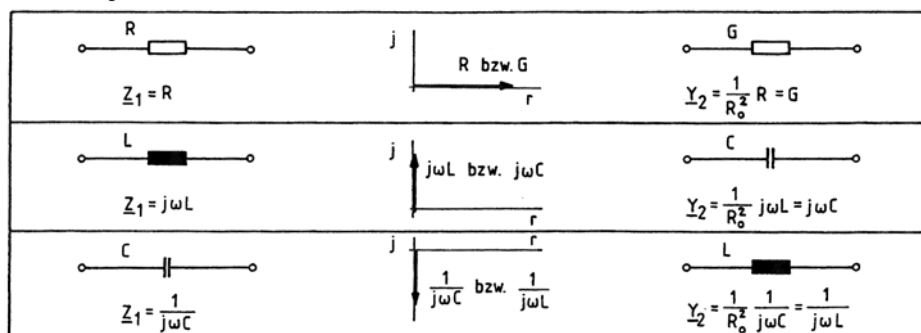 R
j
R bzw. G
r
G
Z₁ = R
Y₂ = 1/R₀² R = G
L
j
jωL bzw. jωC
r
C
Z₁ = jωL
Y₂ = 1/R₀² jωL = jωC
C
j
r
1/jωC bzw. 1/jωL
L
Z₁ = 1/jωC
Y₂ = 1/R₀² 1/jωC = 1/jωL